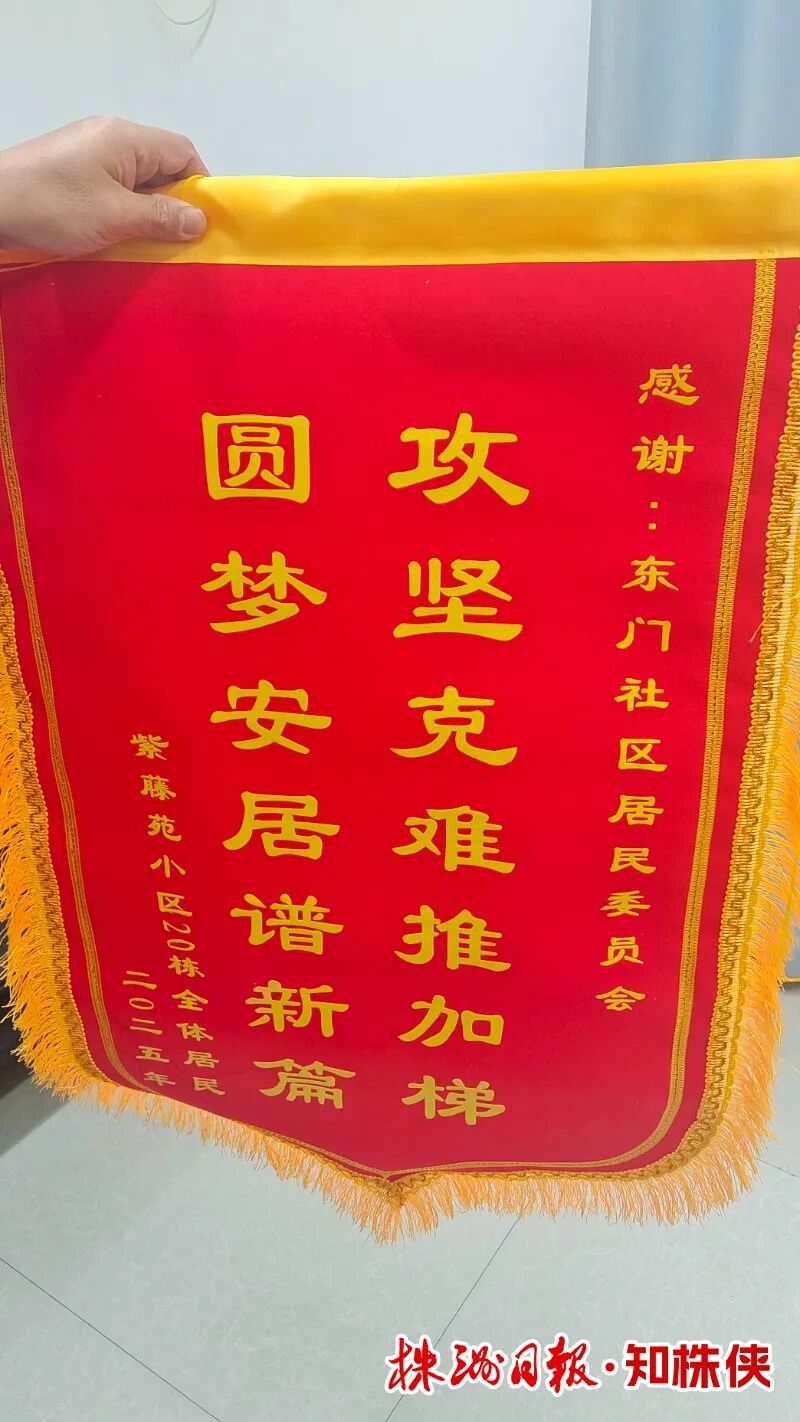 感谢：东门社区居民委员会
攻坚克难推加梯
圆梦安居谱新篇
紫藤苑小区20栋全体居民
二〇二五年
株洲日报·知株侠